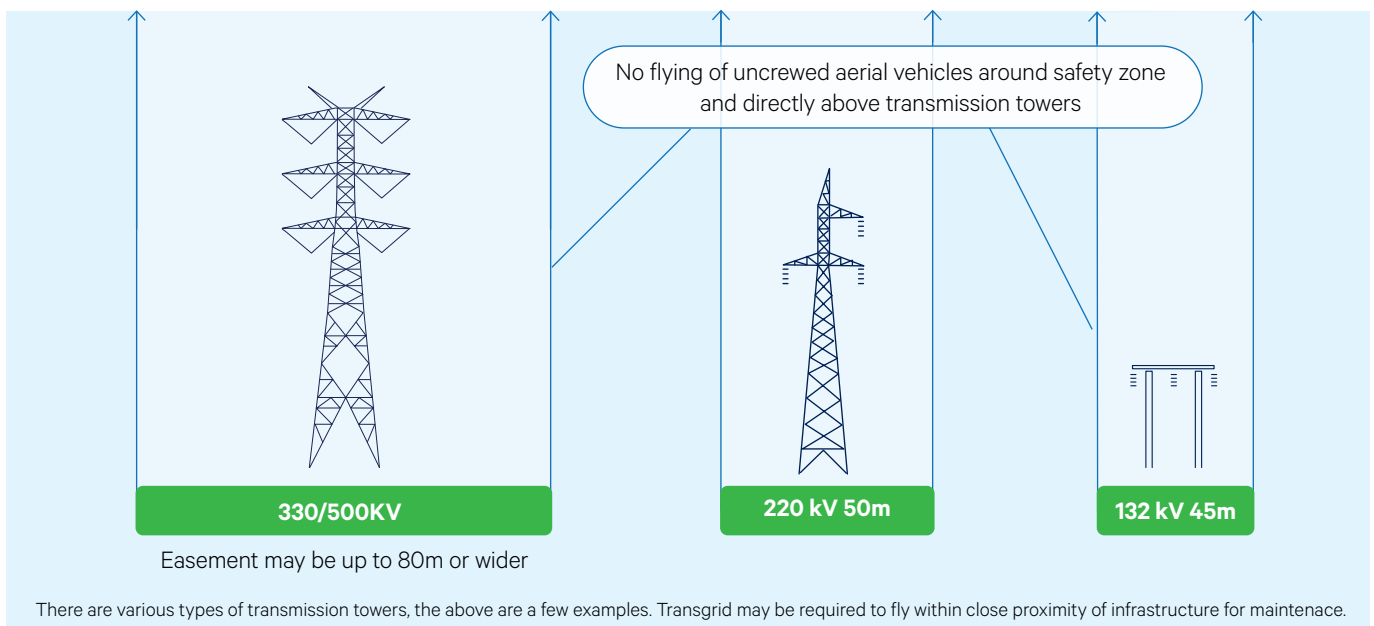 No flying of uncrewed aerial vehicles around safety zone
and directly above transmission towers
330/500KV
220 kV 50m
132 kV 45m
Easement may be up to 80m or wider
There are various types of transmission towers, the above are a few examples. Transgrid may be required to fly within close proximity of infrastructure for maintenace.